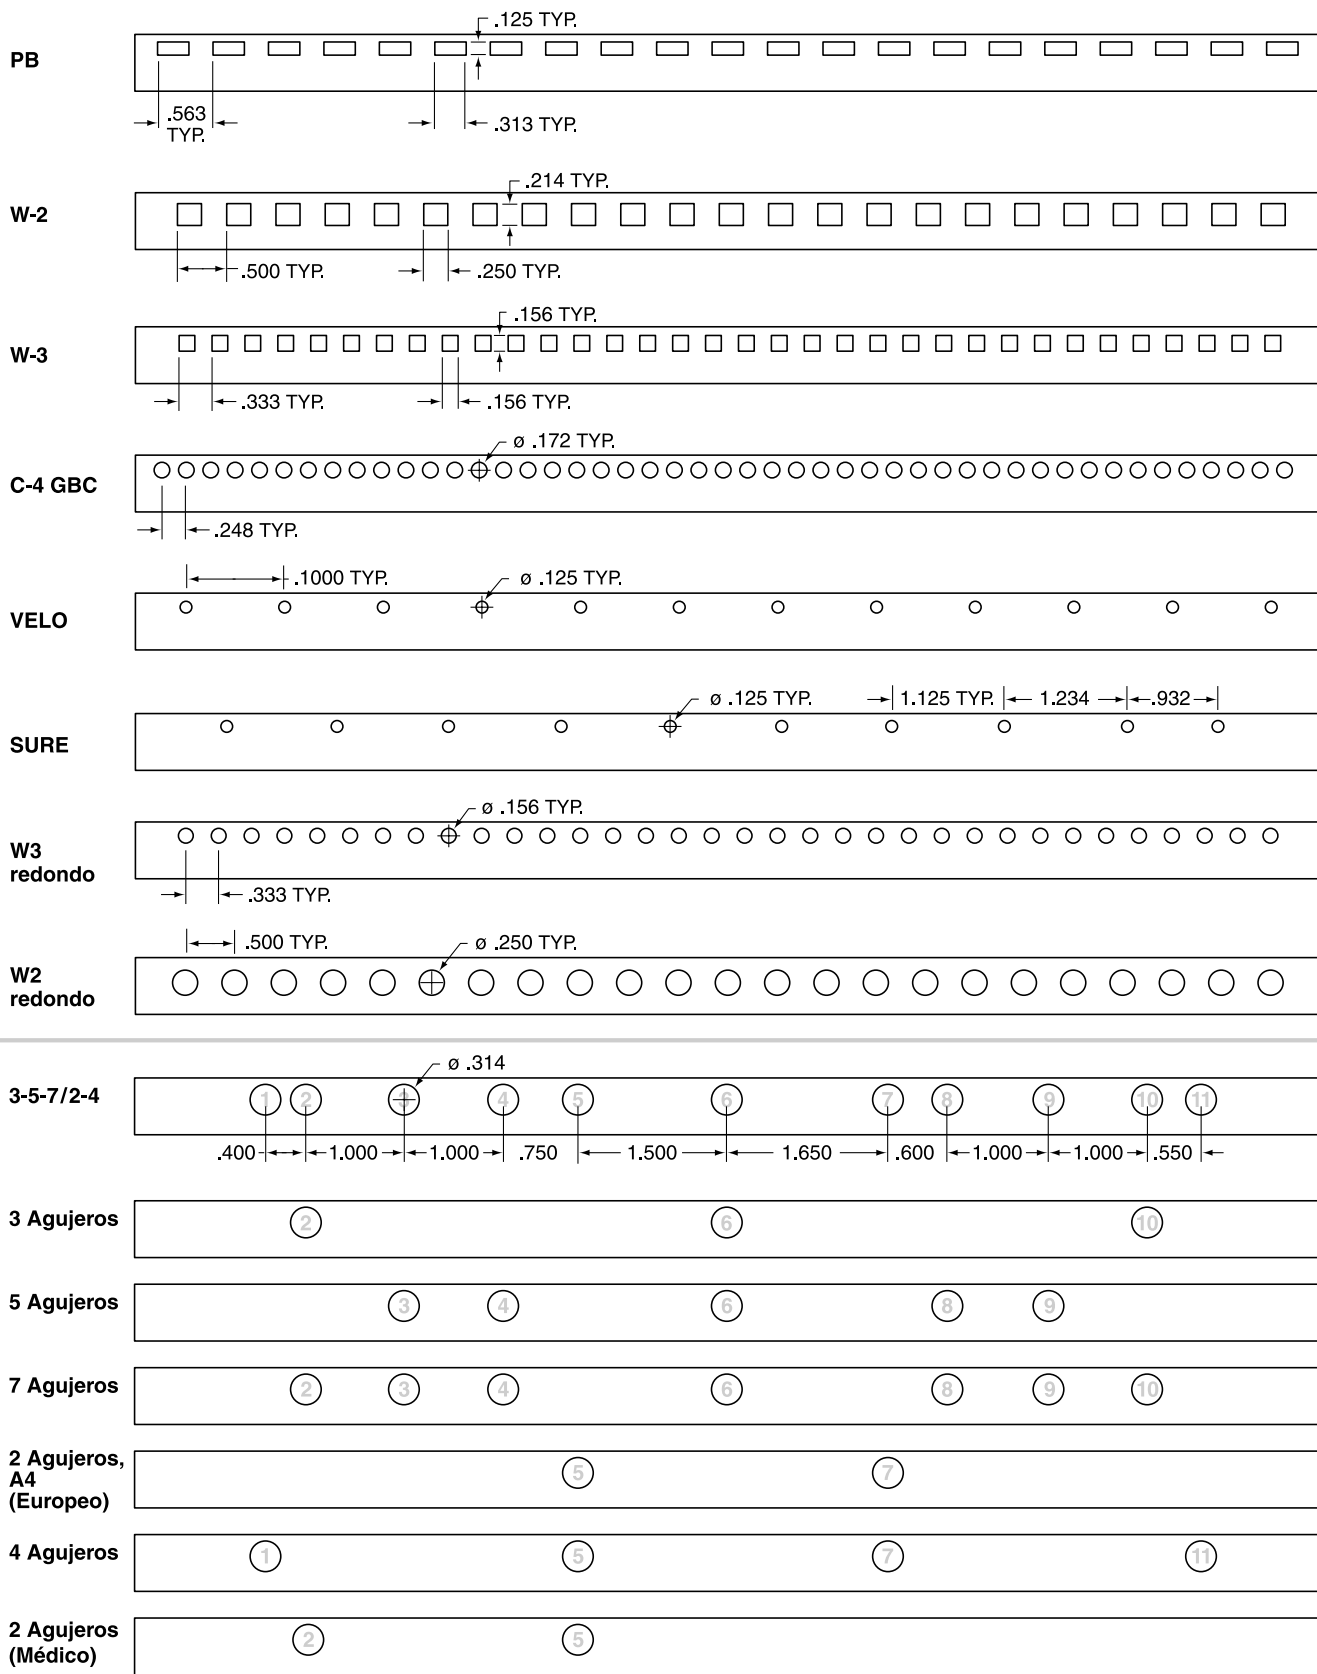 .125 TYP.
PB
.563
TYP.
.313 TYP.
.214 TYP.
W-2
.500 TYP.
.250 TYP.
.156 TYP.
W-3
.333 TYP.
.156 TYP.
ø .172 TYP.
C-4 GBC
.248 TYP.
.1000 TYP.
ø .125 TYP.
VELO
ø .125 TYP.
1.125 TYP.
1.234
.932
SURE
ø .156 TYP.
W3
redondo
.333 TYP.
.500 TYP.
ø .250 TYP.
W2
redondo
ø .314
3-5-7/2-4
1 2 3 4 5 6 7 8 9 10 11
.400 1.000 1.000 .750 1.500 1.650 .600 1.000 1.000 .550
3 Agujeros
2 6 10
5 Agujeros
3 4 6 8 9
7 Agujeros
2 3 4 6 8 9 10
2 Agujeros,
A4
(Europeo)
5 7
4 Agujeros
1 5 7 11
2 Agujeros
(Médico)
2 5